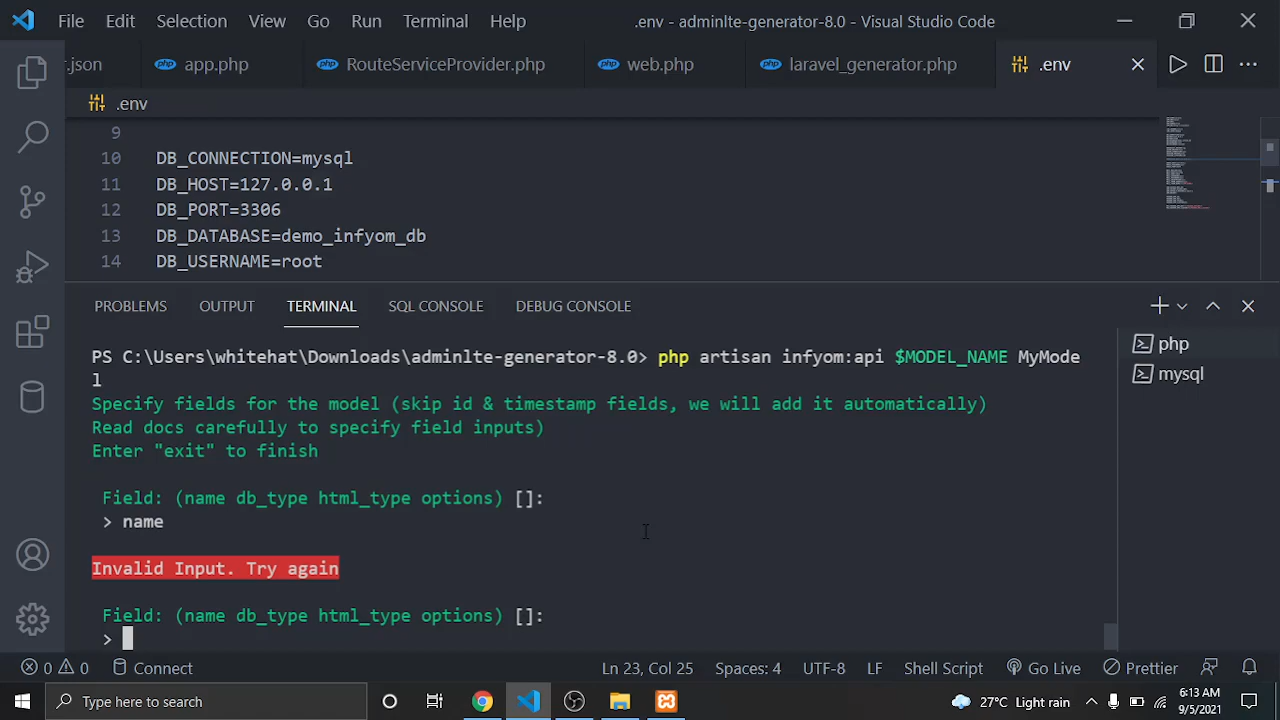 File Edit Selection View Go Run Terminal Help .env - adminlte-generator-8.0 - Visual Studio Code
r.json php app.php php RouteServiceProvider.php php web.php php laravel_generator.php .env
.env
9
10 DB_CONNECTION=mysql
11 DB_HOST=127.0.0.1
12 DB_PORT=3306
13 DB_DATABASE=demo_infyom_db
14 DB_USERNAME=root
PROBLEMS OUTPUT TERMINAL SQL CONSOLE DEBUG CONSOLE
PS C:\Users\whitehat\Downloads\adminlte-generator-8.0> php artisan infyom:api $MODEL_NAME MyMode
l
Specify fields for the model (skip id & timestamp fields, we will add it automatically)
Read docs carefully to specify field inputs)
Enter "exit" to finish
Field: (name db_type html_type options) []:
> name
Invalid Input. Try again
Field: (name db_type html_type options) []:
>
php
mysql
0 0 Connect Ln 23, Col 25 Spaces: 4 UTF-8 LF Shell Script Go Live Prettier
Type here to search 27°C Light rain 6:13 AM
9/5/2021